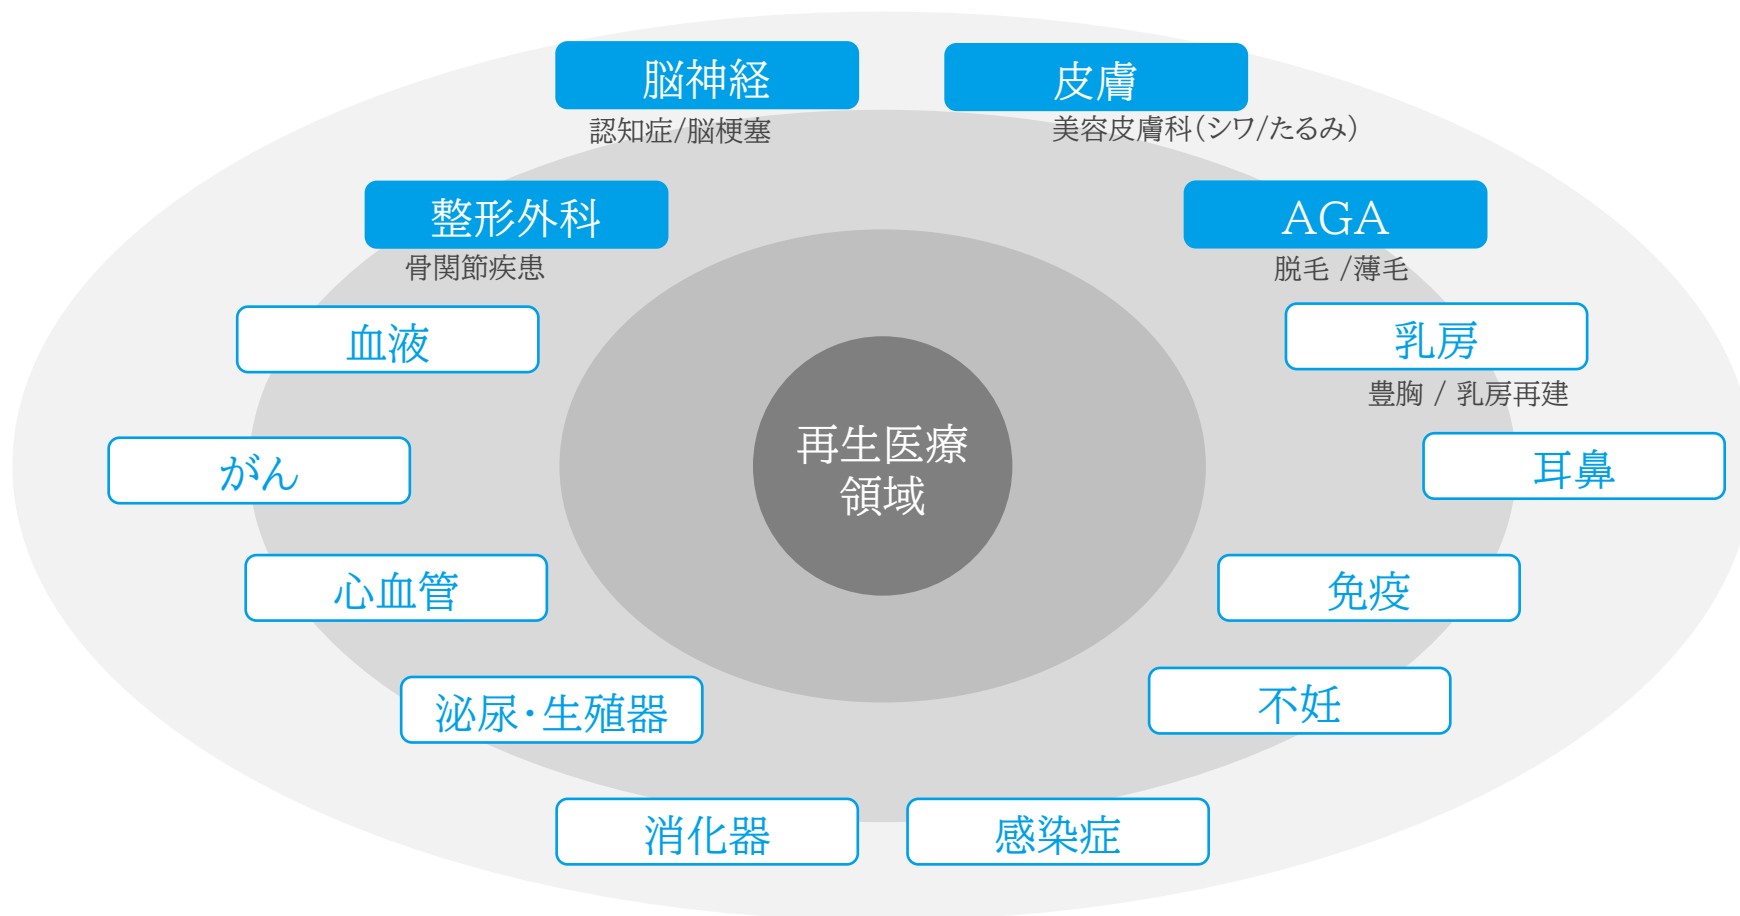 脳神経
認知症/脳梗塞
皮膚
美容皮膚科(シワ/たるみ)
整形外科
骨関節疾患
AGA
脱毛 /薄毛
血液
乳房
豊胸 / 乳房再建
がん
再生医療
領域
耳鼻
心血管
免疫
泌尿・生殖器
不妊
消化器
感染症